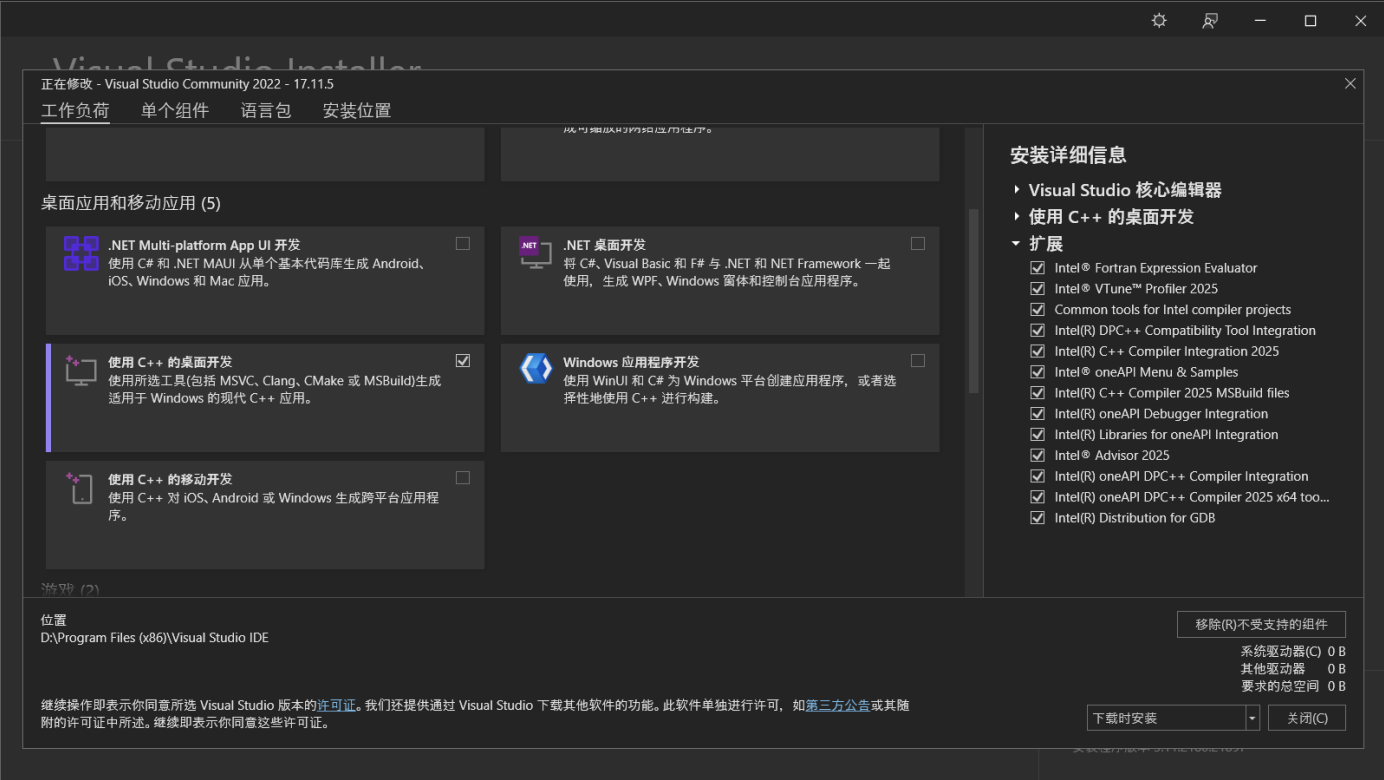 Visual Studio Installer
正在修改 - Visual Studio Community 2022 - 17.11.5
工作负荷 单个组件 语言包 安装位置
成可缩放的网络应用程序。
桌面应用和移动应用 (5)
.NET Multi-platform App UI 开发
使用 C# 和 .NET MAUI 从单个基本代码库生成 Android、
iOS、Windows 和 Mac 应用。
.NET
.NET 桌面开发
将 C#、Visual Basic 和 F# 与 .NET 和 NET Framework 一起
使用，生成 WPF、Windows 窗体和控制台应用程序。
使用 C++ 的桌面开发
使用所选工具(包括 MSVC、Clang、CMake 或 MSBuild)生成
适用于 Windows 的现代 C++ 应用。
Windows 应用程序开发
使用 WinUI 和 C# 为 Windows 平台创建应用程序，或者选
择性地使用 C++ 进行构建。
使用 C++ 的移动开发
使用 C++ 对 iOS、Android 或 Windows 生成跨平台应用程
序。
游戏 (2)
安装详细信息
Visual Studio 核心编辑器
使用 C++ 的桌面开发
扩展
Intel® Fortran Expression Evaluator
Intel® VTune™ Profiler 2025
Common tools for Intel compiler projects
Intel(R) DPC++ Compatibility Tool Integration
Intel(R) C++ Compiler Integration 2025
Intel® oneAPI Menu & Samples
Intel(R) C++ Compiler 2025 MSBuild files
Intel(R) oneAPI Debugger Integration
Intel(R) Libraries for oneAPI Integration
Intel® Advisor 2025
Intel(R) oneAPI DPC++ Compiler Integration
Intel(R) oneAPI DPC++ Compiler 2025 x64 too...
Intel(R) Distribution for GDB
位置
D:\Program Files (x86)\Visual Studio IDE
移除(R)不受支持的组件
系统驱动器(C) 0 B
其他驱动器 0 B
要求的总空间 0 B
继续操作即表示你同意所选 Visual Studio 版本的许可证。我们还提供通过 Visual Studio 下载其他软件的功能。此软件单独进行许可，如第三方公告或其随
附的许可证中所述。继续即表示你同意这些许可证。
下载时安装
关闭(C)